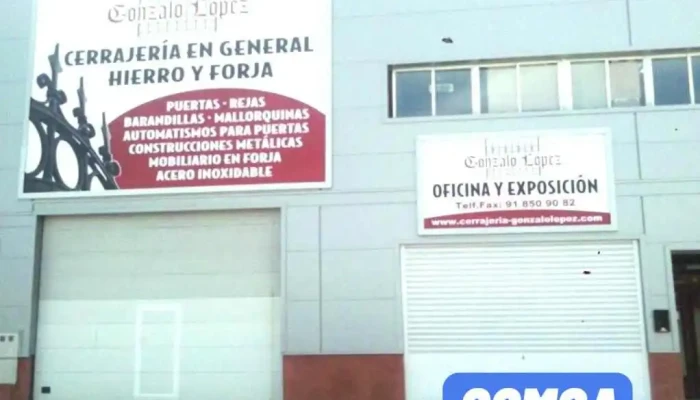 Gonzalo Lopez
CERRAJERÍA EN GENERAL
HIERRO Y FORJA
PUERTAS - REJAS
BARANDILLAS - MALLORQUINAS
AUTOMATISMOS PARA PUERTAS
CONSTRUCCIONES METÁLICAS
MOBILIARIO EN FORJA
ACERO INOXIDABLE
Gonzalo Lopez
OFICINA Y EXPOSICIÓN
Telf.Fax: 91 850 90 82
www.cerrajeria-gonzalolopez.com